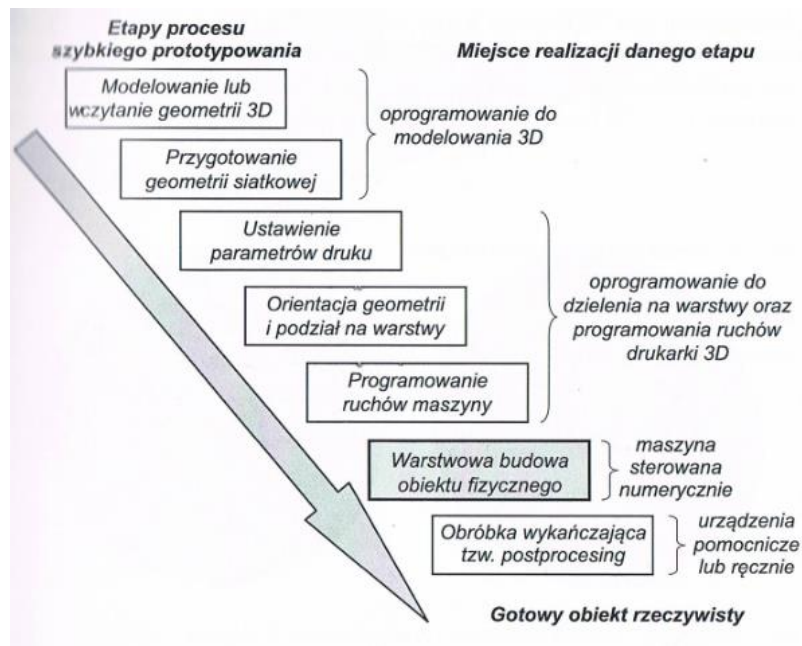 Etapy procesu
szybkiego prototypowania
Miejsce realizacji danego etapu
Modelowanie lub
wczytanie geometrii 3D
oprogramowanie do
modelowania 3D
Przygotowanie
geometrii siatkowej
Ustawienie
parametrów druku
Orientacja geometrii
i podział na warstwy
oprogramowanie do
dzielenia na warstwy oraz
programowania ruchów
drukarki 3D
Programowanie
ruchów maszyny
Warstwowa budowa
obiektu fizycznego
maszyna
sterowana
numerycznie
Obróbka wykańczająca
tzw. postprocesing
urządzenia
pomocnicze
lub ręcznie
Gotowy obiekt rzeczywisty